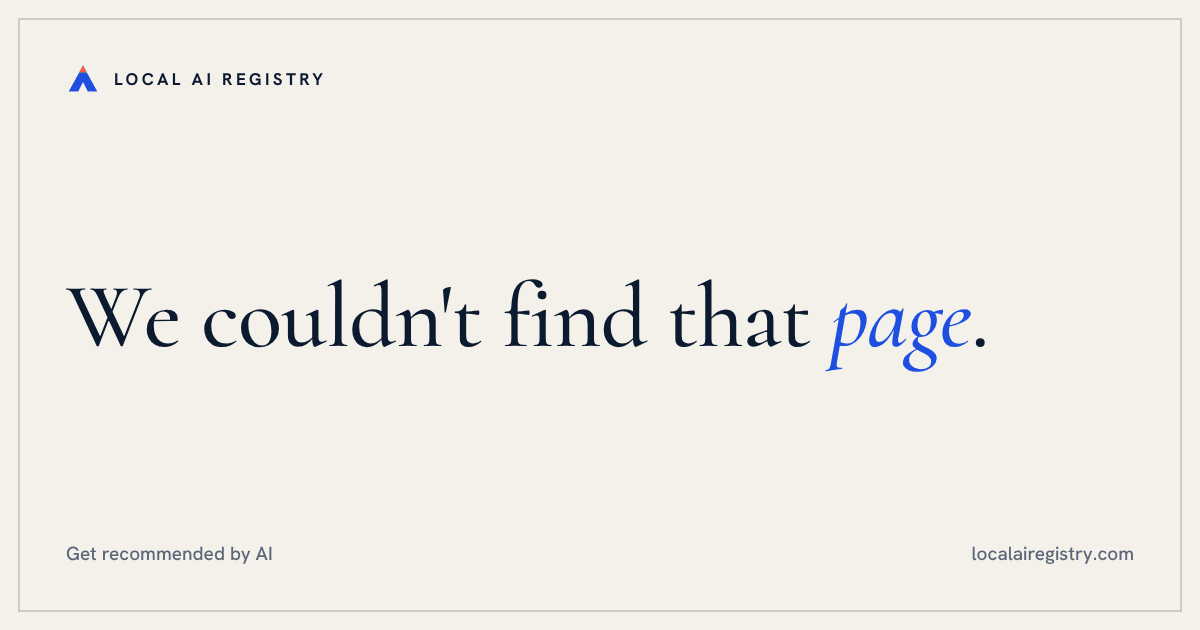 LOCAL AI REGISTRY
We couldn't find that page.
Get recommended by AI
localairegistry.com